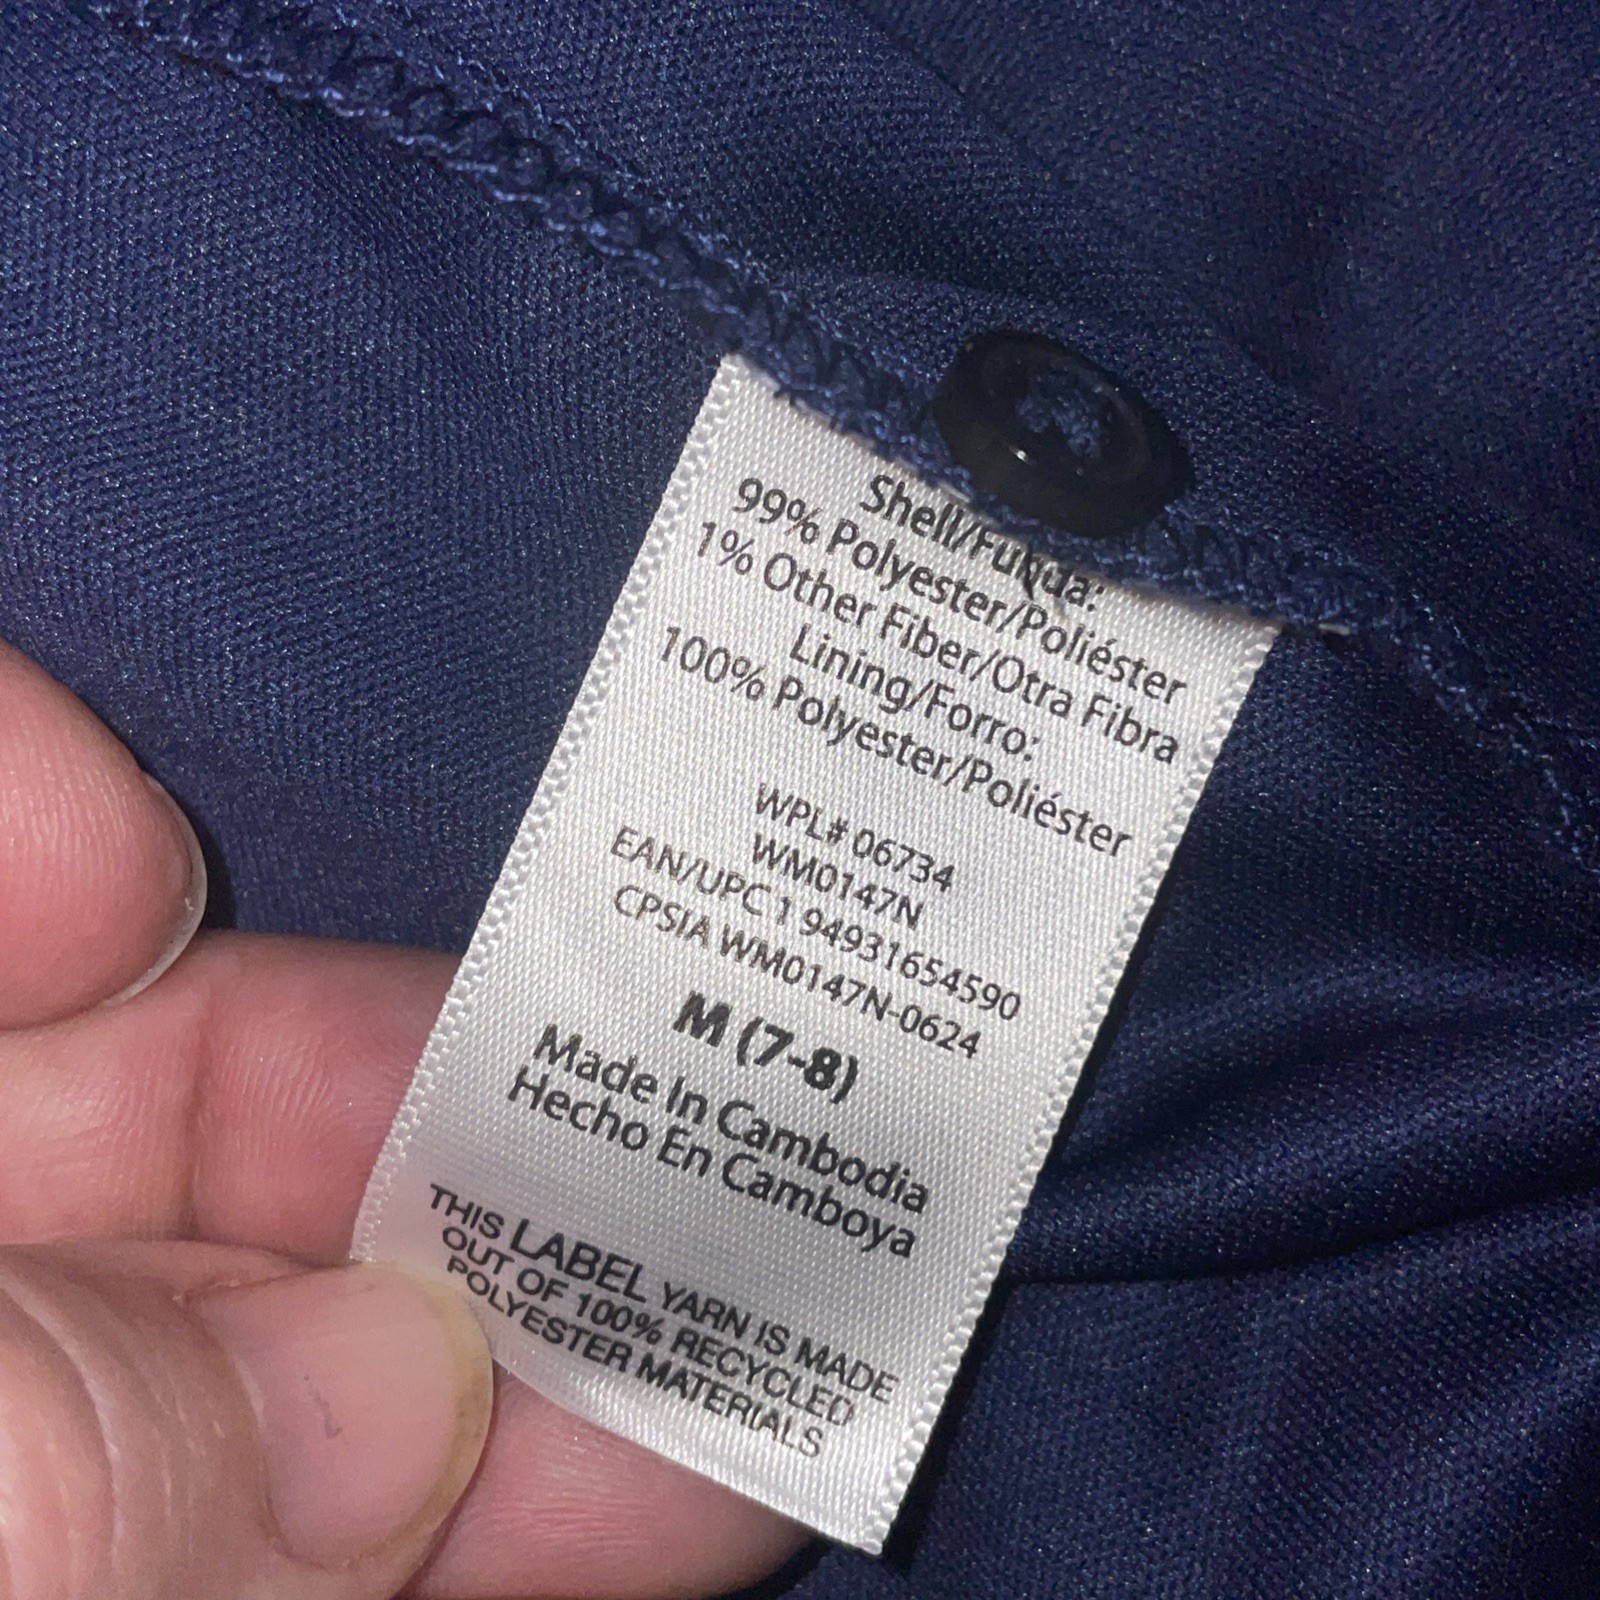 Shell/Funda:
99% Polyester/Poliéster
1% Other Fiber/Otra Fibra
Lining/Forro:
100% Polyester/Poliéster
WPL# 06734
WM0147N
EAN/UPC 1 94931654590
CPSIA WM0147N-0624
M (7-8)
Made In Cambodia
Hecho En Camboya
THIS LABEL YARN IS MADE
OUT OF 100% RECYCLED
POLYESTER MATERIALS